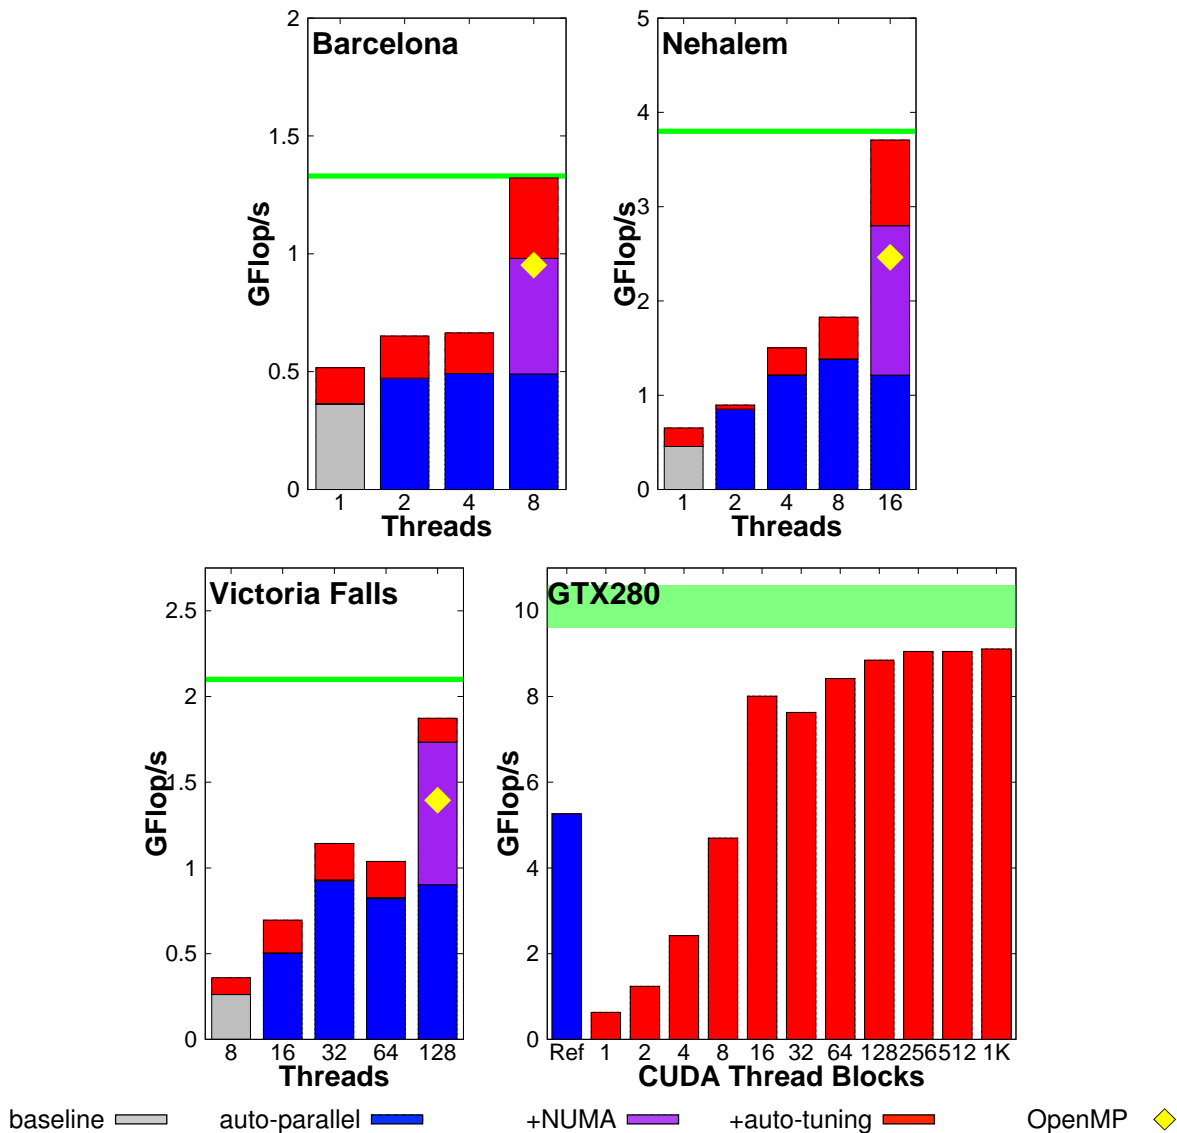 Barcelona
2
1.5
1
0.5
0
GFlop/s
1 2 4 8
Threads
Nehalem
5
4
3
2
1
0
GFlop/s
1 2 4 8 16
Threads
Victoria Falls
2.5
2
1.5
1
0.5
0
GFlop/s
8 16 32 64 128
Threads
GTX280
10
8
6
4
2
0
GFlop/s
Ref 1 2 4 8 16 32 64 128 256 512 1K
CUDA Thread Blocks
baseline auto-parallel +NUMA +auto-tuning OpenMP